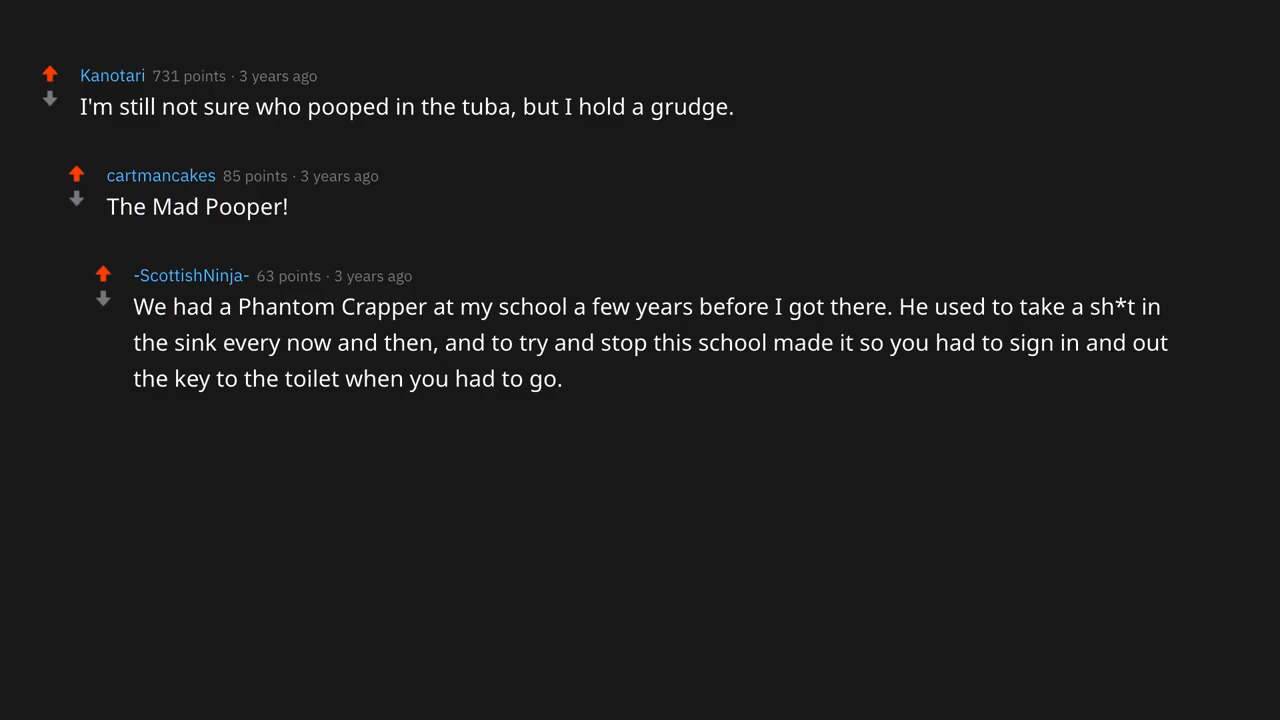 Kanotari 731 points · 3 years ago
I'm still not sure who pooped in the tuba, but I hold a grudge.
cartmancakes 85 points · 3 years ago
The Mad Pooper!
-ScottishNinja- 63 points · 3 years ago
We had a Phantom Crapper at my school a few years before I got there. He used to take a sh*t in
the sink every now and then, and to try and stop this school made it so you had to sign in and out
the key to the toilet when you had to go.